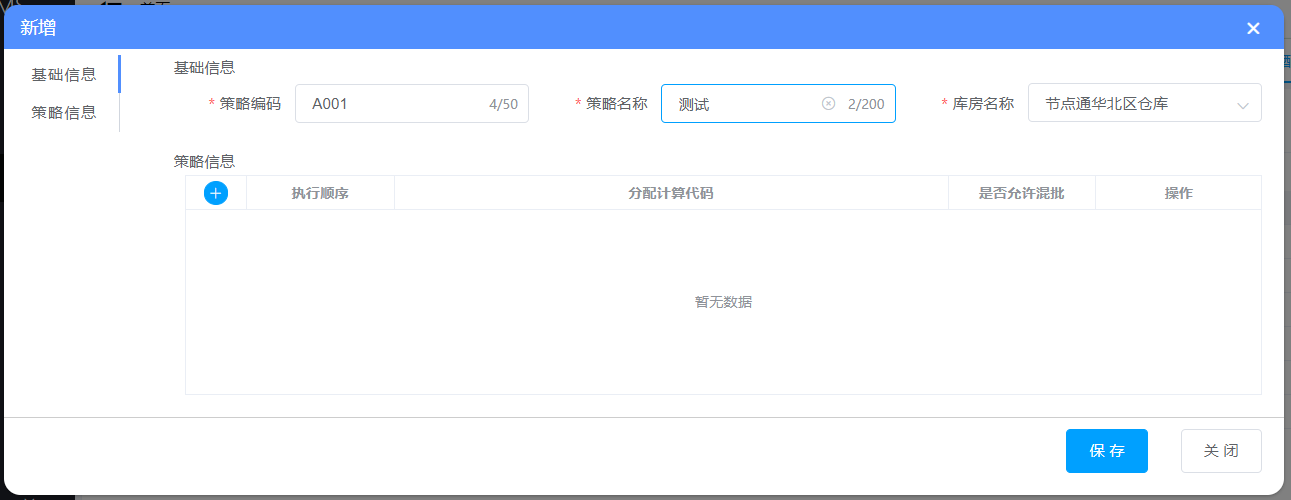 新增
基础信息
策略信息
基础信息
* 策略编码 A001 4/50 * 策略名称 测试 2/200 * 库房名称 节点通华北区仓库
策略信息
执行顺序 分配计算代码 是否允许混批 操作
暂无数据
保 存 关 闭